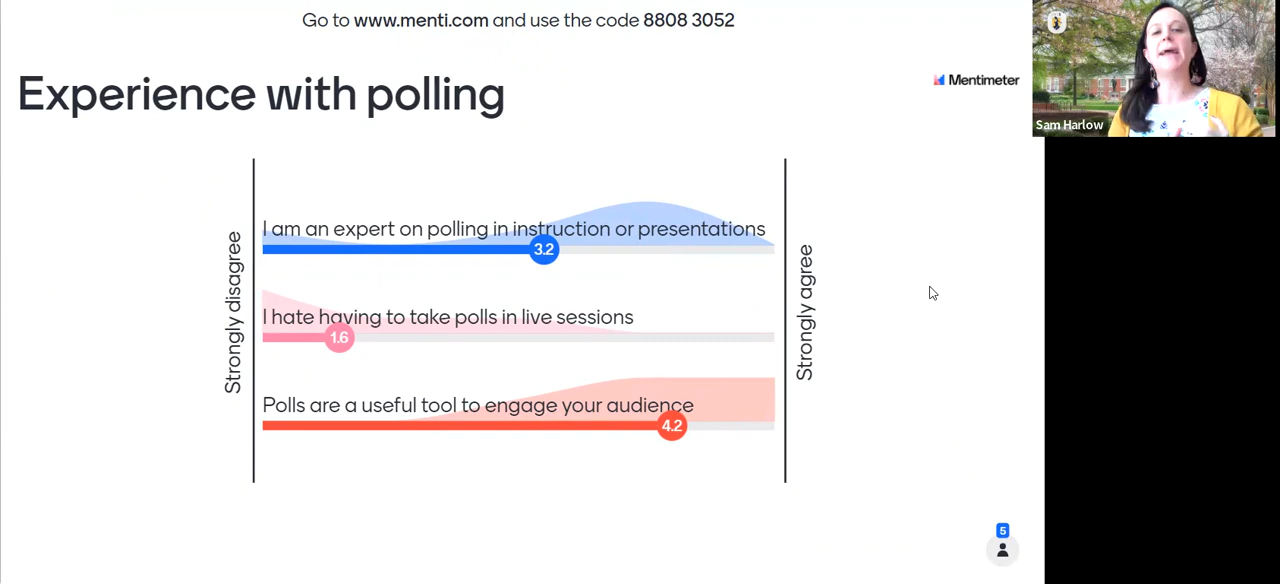 Go to www.menti.com and use the code 8808 3052
Experience with polling
Mentimeter
Sam Harlow
Strongly disagree
I am an expert on polling in instruction or presentations
3.2
I hate having to take polls in live sessions
1.6
Polls are a useful tool to engage your audience
4.2
Strongly agree
5